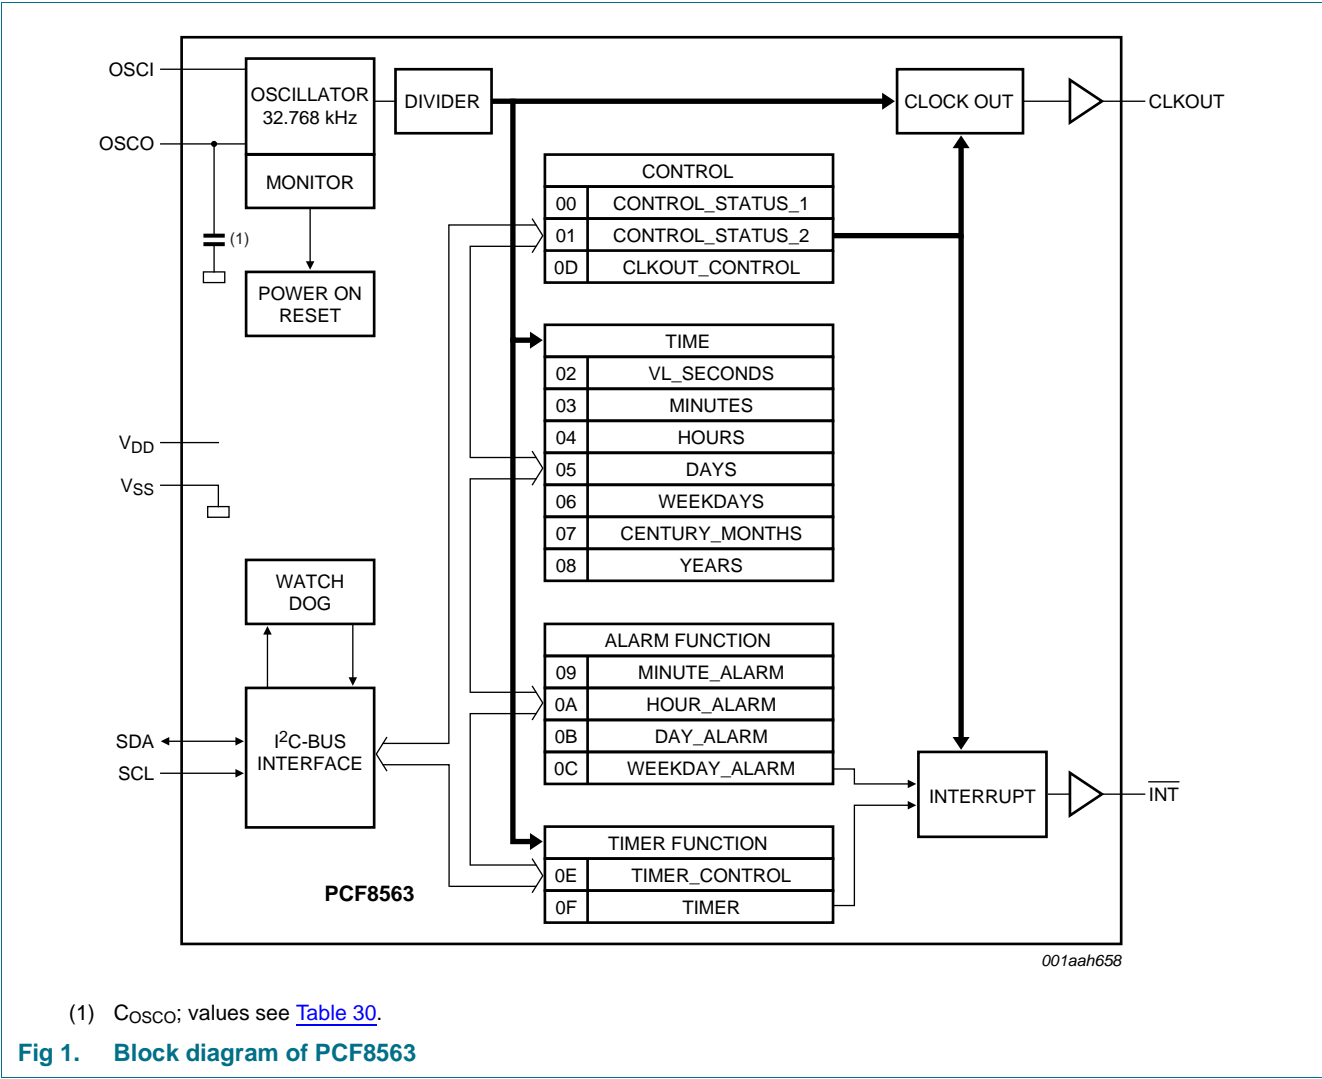 OSCI
OSCILLATOR
32.768 kHz
DIVIDER
CLOCK OUT
CLKOUT
OSCO
MONITOR
(1)
POWER ON
RESET
CONTROL
00 CONTROL_STATUS_1
01 CONTROL_STATUS_2
0D CLKOUT_CONTROL
TIME
02 VL_SECONDS
03 MINUTES
04 HOURS
05 DAYS
06 WEEKDAYS
07 CENTURY_MONTHS
08 YEARS
VDD
VSS
WATCH
DOG
ALARM FUNCTION
09 MINUTE_ALARM
0A HOUR_ALARM
0B DAY_ALARM
0C WEEKDAY_ALARM
SDA
SCL
I2C-BUS
INTERFACE
INTERRUPT
INT
TIMER FUNCTION
0E TIMER_CONTROL
0F TIMER
PCF8563
001aah658
(1) COSCO; values see Table 30.
Fig 1. Block diagram of PCF8563